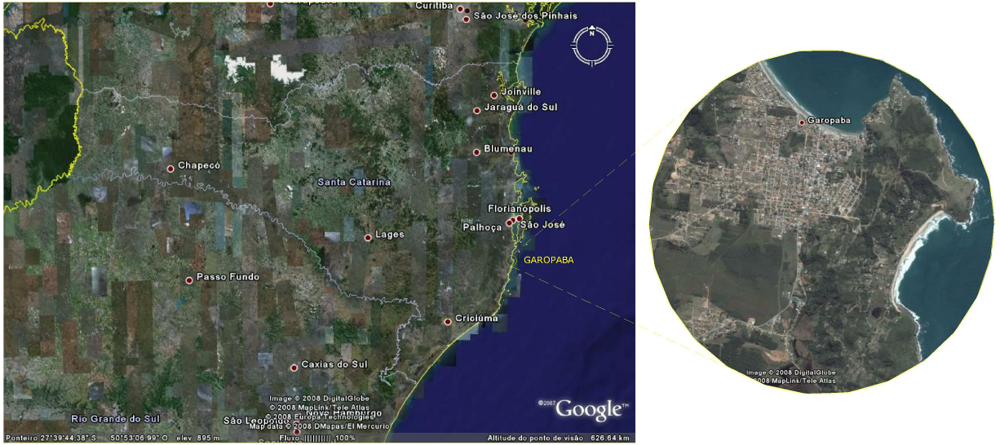 Curitiba
São José dos Pinhais
N
Joinville
Jaraguá do Sul
Blumenau
Chapecó
Santa Catarina
Florianópolis
São José
Palhoça
Lages
GAROPABA
Passo Fundo
Criciúma
Caxias do Sul
Image © 2008 DigitalGlobe
© 2008 MapLink/Tele Atlas
Novo Hamburgo
© 2008 Europa Technologies
São Leopoldo
Map data © 2008 DMapas/El Mercurio
Rio Grande do Sul
©2007 Google™
Ponteiro 27°39'44.38" S 50°53'06.99" O elev 895 m
Fluxo ||||||||| 100%
Altitude do ponto de visão 626.64 km
Garopaba
Image © 2008 DigitalGlobe
2008 MapLink/Tele Atlas